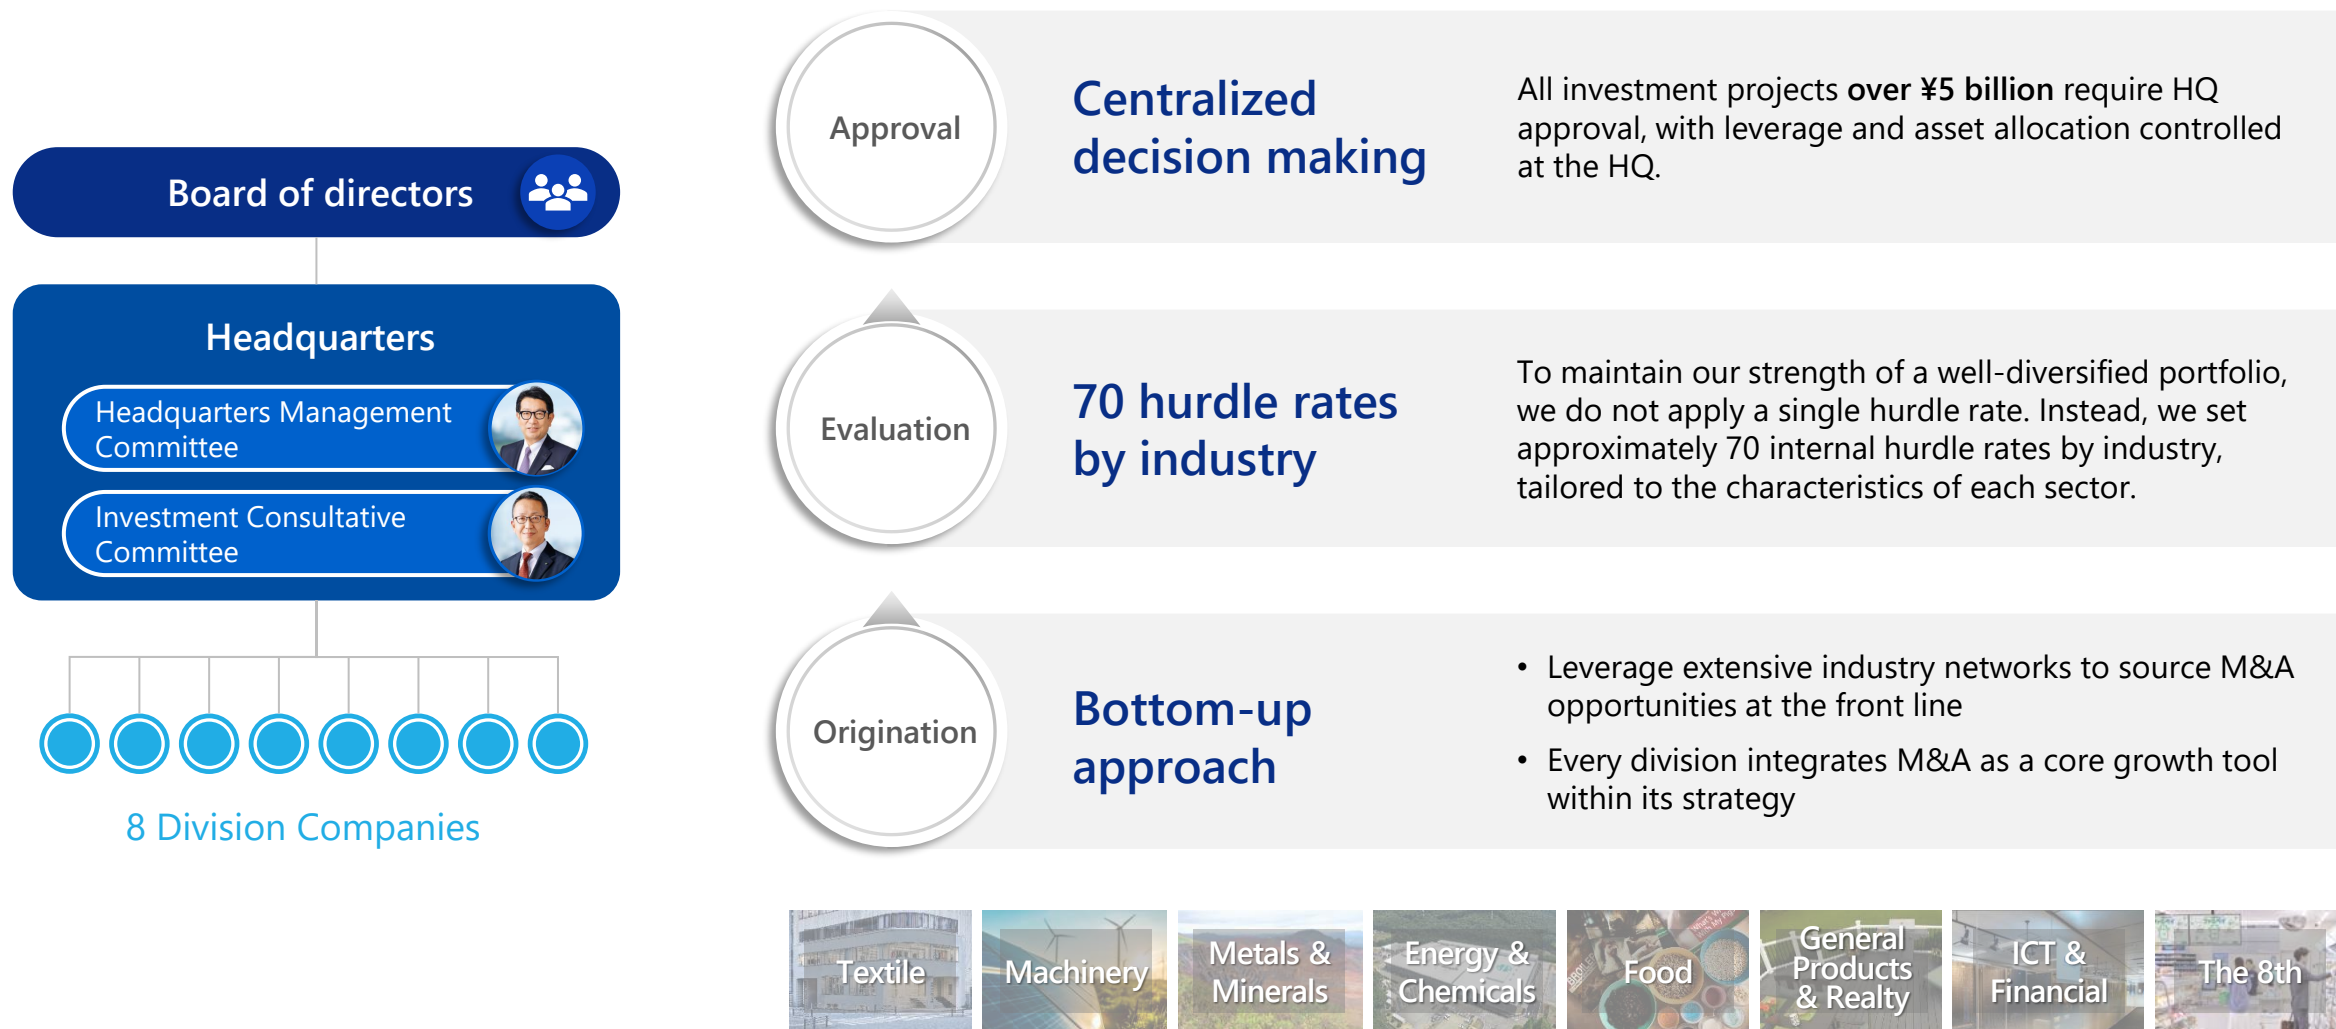 Board of directors
Headquarters
Headquarters Management
Committee
Investment Consultative
Committee
8 Division Companies
Approval
Centralized
decision making
All investment projects over ¥5 billion require HQ
approval, with leverage and asset allocation controlled
at the HQ.
Evaluation
70 hurdle rates
by industry
To maintain our strength of a well-diversified portfolio,
we do not apply a single hurdle rate. Instead, we set
approximately 70 internal hurdle rates by industry,
tailored to the characteristics of each sector.
Origination
Bottom-up
approach
• Leverage extensive industry networks to source M&A
opportunities at the front line
• Every division integrates M&A as a core growth tool
within its strategy
Textile
Machinery
Metals &
Minerals
Energy &
Chemicals
Food
General
Products
& Realty
ICT &
Financial
The 8th